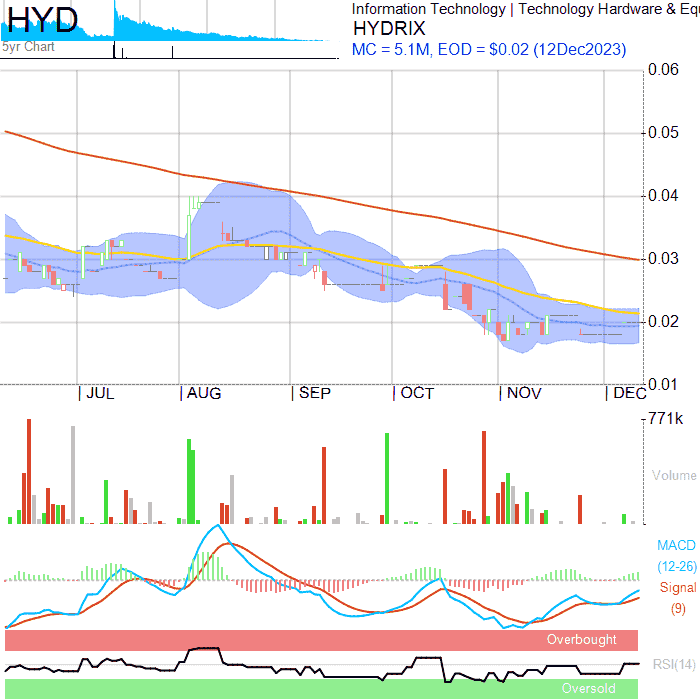 HYD
5yr Chart
Information Technology | Technology Hardware & Equ
HYDRIX
MC = 5.1M, EOD = $0.02 (12Dec2023)
0.06
0.05
0.04
0.03
0.02
0.01
| JUL
| AUG
| SEP
| OCT
| NOV
| DEC
771k
Volume
MACD
(12-26)
Signal
(9)
Overbought
RSI(14)
Oversold